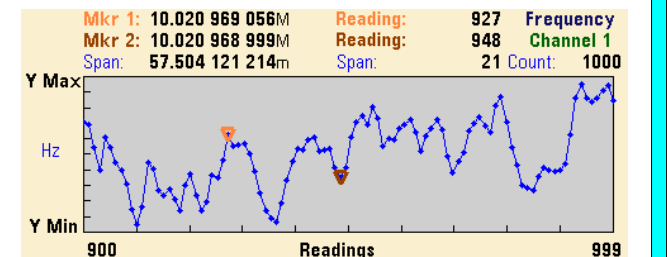 Mkr 1: 10.020 969 056M Reading: 927 Frequency
Mkr 2: 10.020 968 999M Reading: 948 Channel 1
Span: 57.504 121 214m Span: 21 Count: 1000
Y Max
Hz
Y Min
900 Readings 999